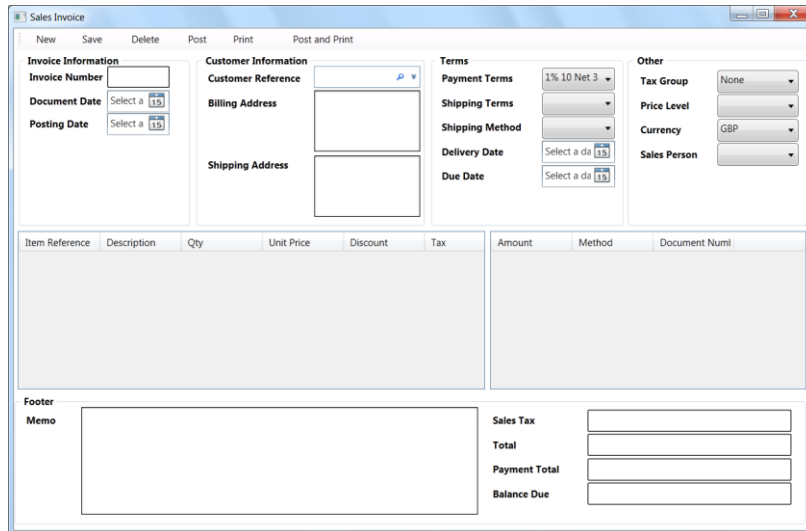 Sales Invoice
New Save Delete Post Print Post and Print
Invoice Information
Invoice Number
Document Date Select a 15
Posting Date Select a 15
Customer Information
Customer Reference
Billing Address
Shipping Address
Terms
Payment Terms 1% 10 Net 3
Shipping Terms
Shipping Method
Delivery Date Select a da 15
Due Date Select a da 15
Other
Tax Group None
Price Level
Currency GBP
Sales Person
Item Reference Description Qty Unit Price Discount Tax
Amount Method Document Numl
Footer
Memo
Sales Tax
Total
Payment Total
Balance Due